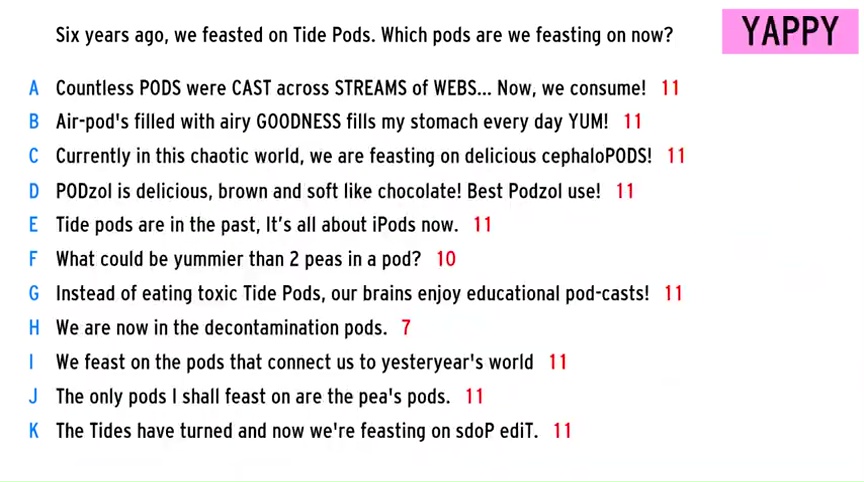 Six years ago, we feasted on Tide Pods. Which pods are we feasting on now?
YAPPY
A Countless PODS were CAST across STREAMS of WEBS... Now, we consume! 11
B Air-pod's filled with airy GOODNESS fills my stomach every day YUM! 11
C Currently in this chaotic world, we are feasting on delicious cephaloPODS! 11
D PODzol is delicious, brown and soft like chocolate! Best Podzol use! 11
E Tide pods are in the past, It's all about iPods now. 11
F What could be yummier than 2 peas in a pod? 10
G Instead of eating toxic Tide Pods, our brains enjoy educational pod-casts! 11
H We are now in the decontamination pods. 7
I We feast on the pods that connect us to yesteryear's world 11
J The only pods I shall feast on are the pea's pods. 11
K The Tides have turned and now we're feasting on sdoP ediT. 11